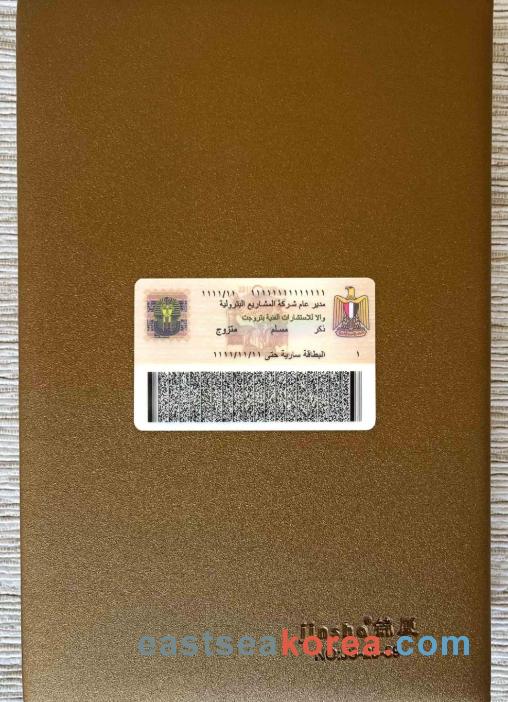 ١١١١/١١ ١١١١١١١١١١١١١١
مدير عام شركة المشاريع البترولية
والا للاستشارات الفنية بتروجت
ذكر مسلم متزوج
البطاقة سارية حتى ١١١١/١١/١١ ١
jinsho®
eastseakorea.com